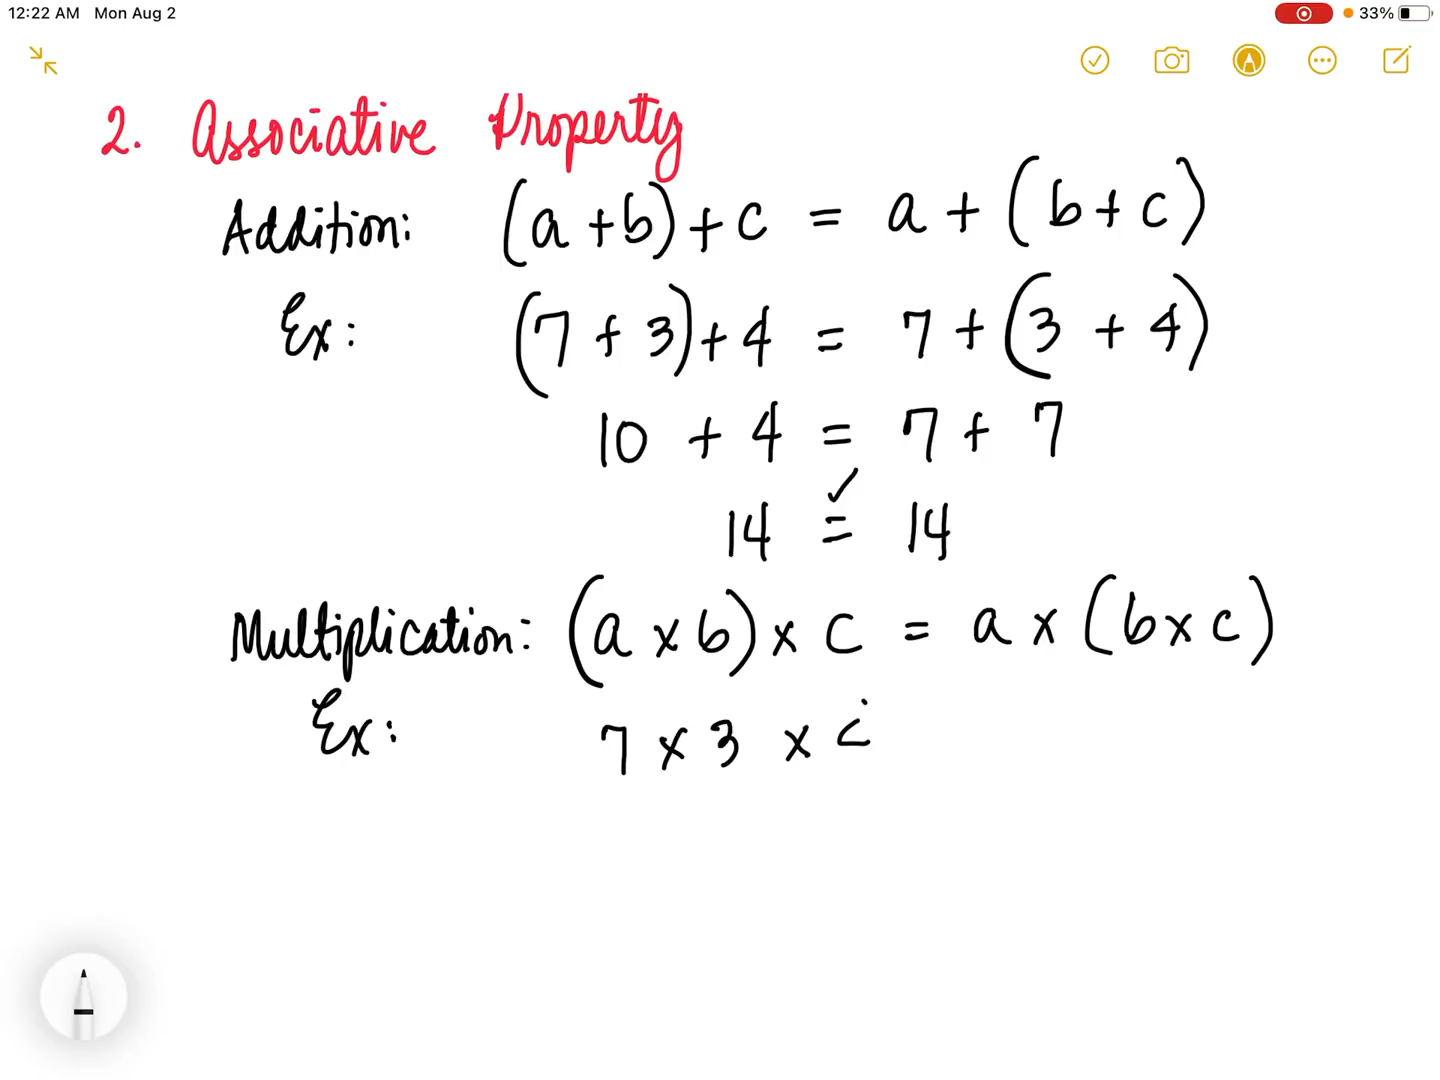 12:22 AM Mon Aug 2 33%
2. Associative Property
Addition: (a+b)+c = a+(b+c)
Ex: (7+3)+4 = 7+(3+4)
10 + 4 = 7 + 7
14 = 14
Multiplication: (a x b) x c = a x (b x c)
Ex: 7 x 3 x